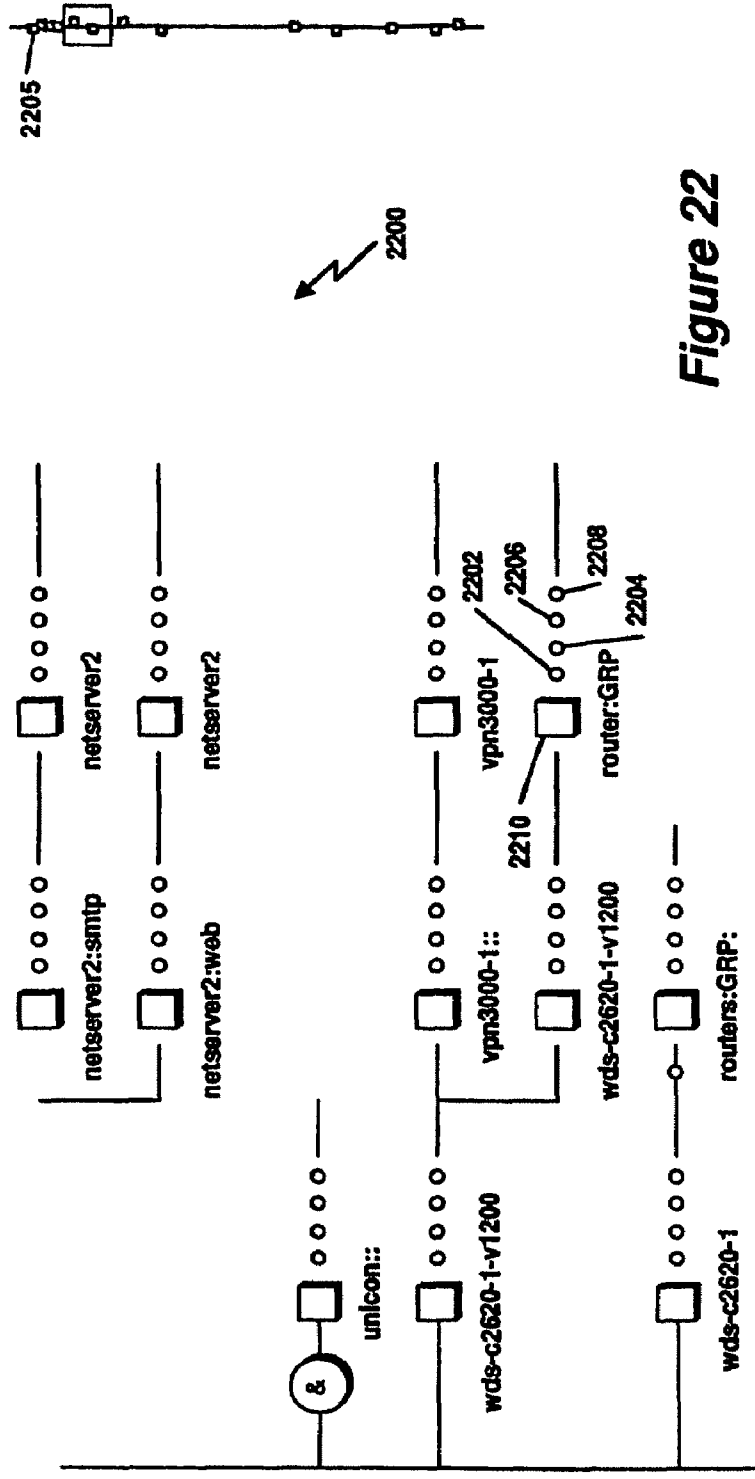 2205
netserver2:smtp
netserver2
netserver2:web
netserver2
2200
&
unicon::
wds-c2620-1-v1200
vpn3000-1::
vpn3000-1
2202
2206
2208
2204
2210
wds-c2620-1-v1200
router:GRP
wds-c2620-1
routers:GRP:
Figure 22